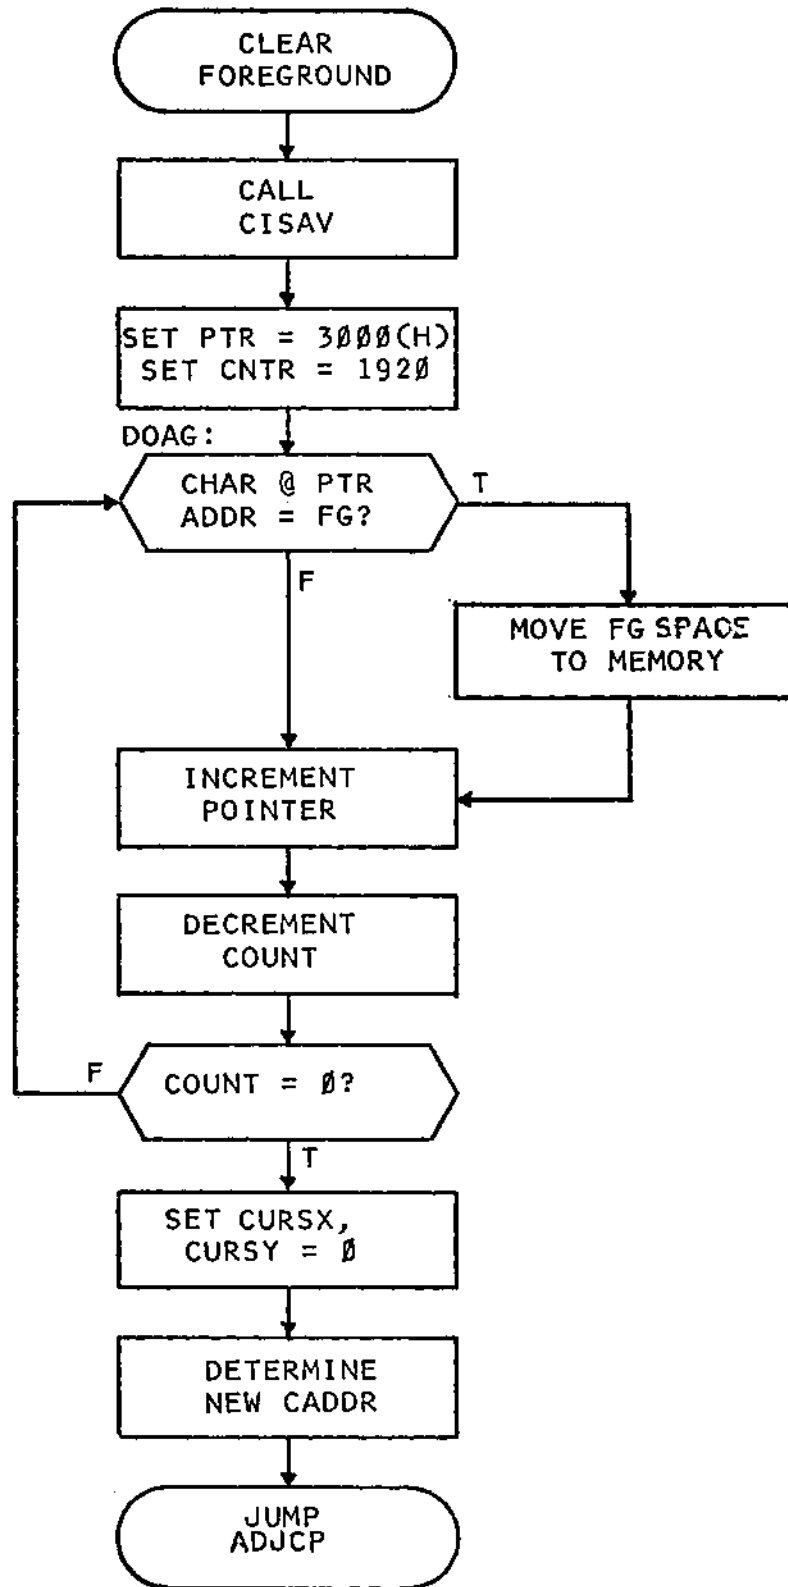 CLEAR
FOREGROUND
CALL
CISAV
SET PTR = 3ØØØ(H)
SET CNTR = 192Ø
DOAG:
CHAR @ PTR
ADDR = FG?
T
F
MOVE FG SPACE
TO MEMORY
INCREMENT
POINTER
DECREMENT
COUNT
F
COUNT = Ø?
T
SET CURSX,
CURSY = Ø
DETERMINE
NEW CADDR
JUMP
ADJCP